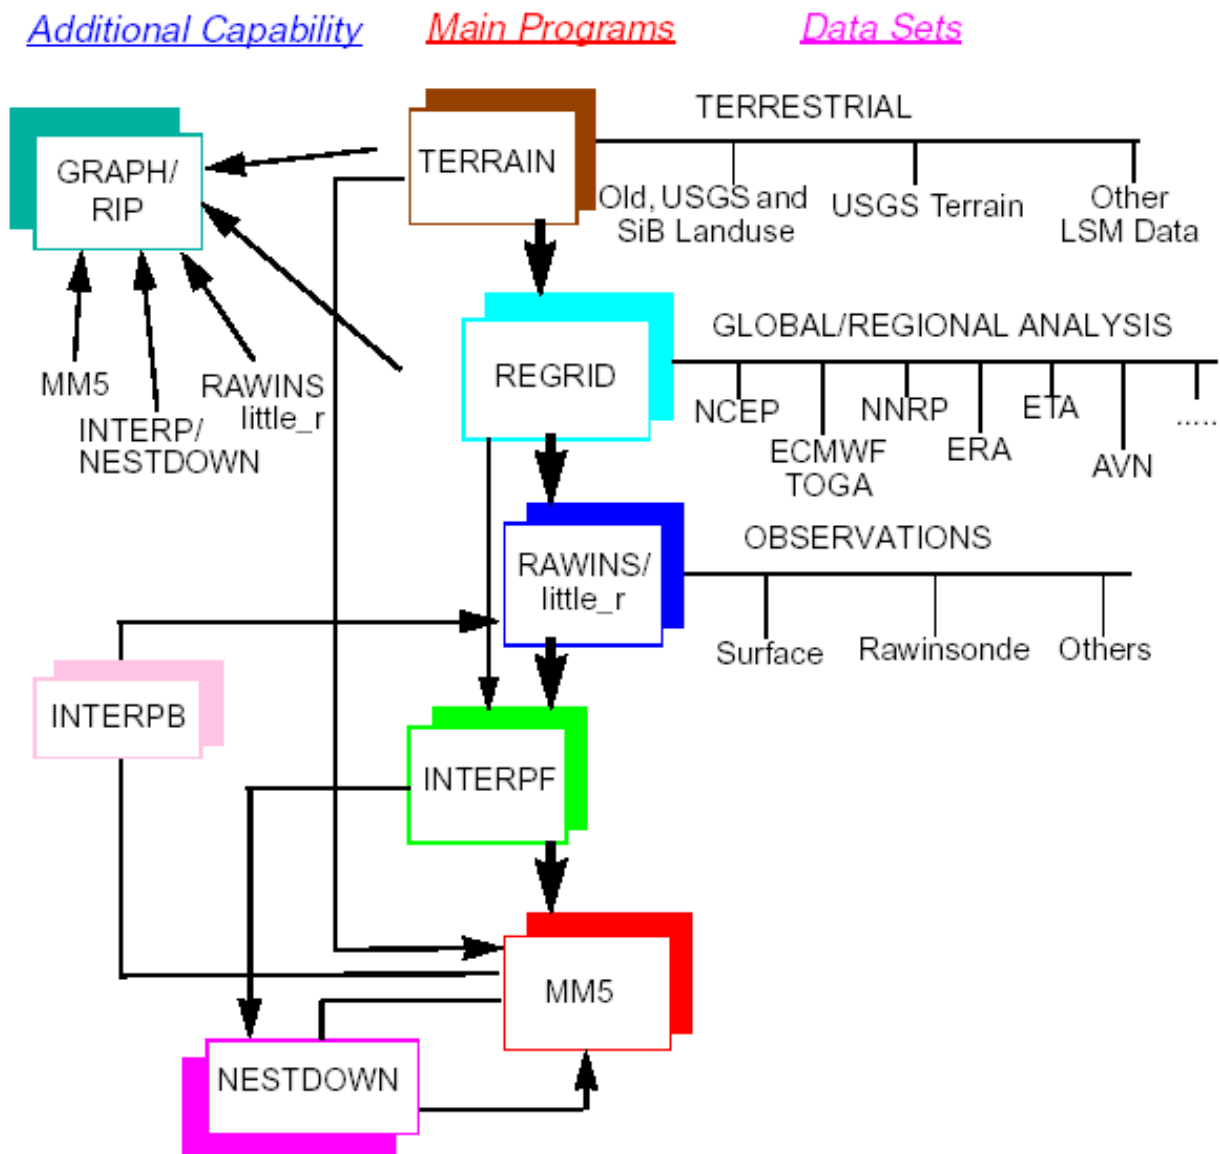 Additional Capability
Main Programs
Data Sets
GRAPH/
RIP
MM5
INTERP/
NESTDOWN
RAWINS
little_r
TERRAIN
TERRESTRIAL
Old, USGS and
SiB Landuse
USGS Terrain
Other
LSM Data
REGRID
GLOBAL/REGIONAL ANALYSIS
NCEP
ECMWF
TOGA
NNRP
ERA
ETA
AVN
.....
RAWINS/
little_r
OBSERVATIONS
Surface
Rawinsonde
Others
INTERPB
INTERPF
MM5
NESTDOWN